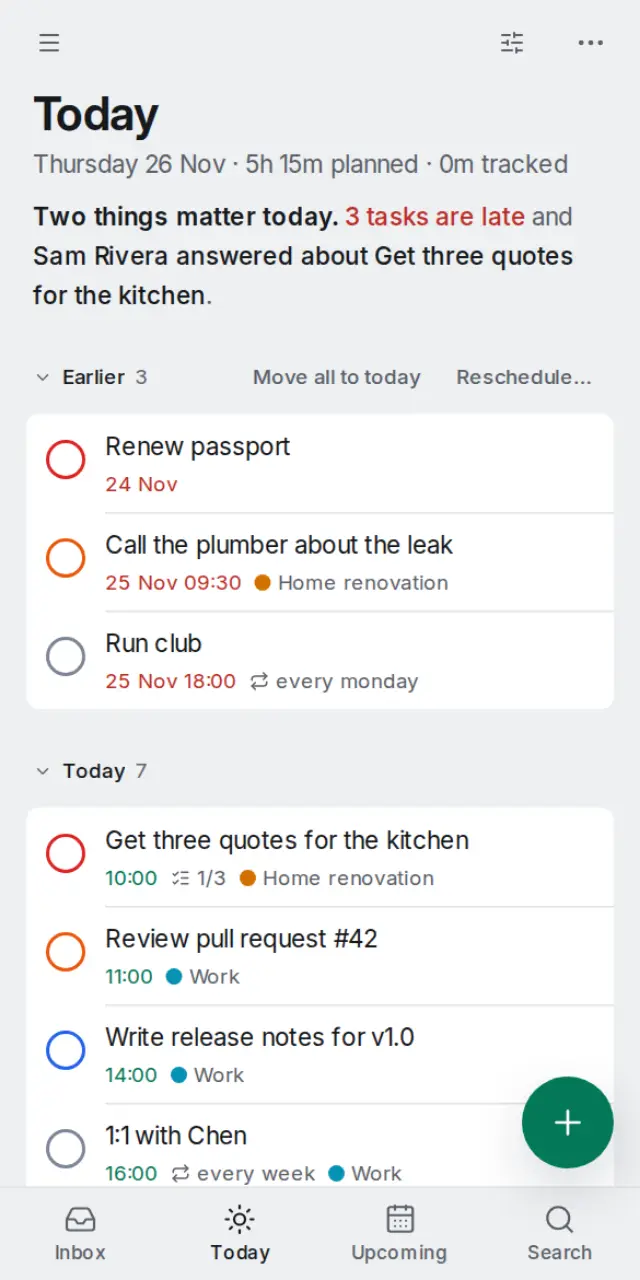 Today
Thursday 26 Nov · 5h 15m planned · 0m tracked
Two things matter today. 3 tasks are late and
Sam Rivera answered about Get three quotes
for the kitchen.
Earlier 3 Move all to today Reschedule...
Renew passport
24 Nov
Call the plumber about the leak
25 Nov 09:30 Home renovation
Run club
25 Nov 18:00 every monday
Today 7
Get three quotes for the kitchen
10:00 1/3 Home renovation
Review pull request #42
11:00 Work
Write release notes for v1.0
14:00 Work
1:1 with Chen
16:00 every week Work
Inbox Today Upcoming Search